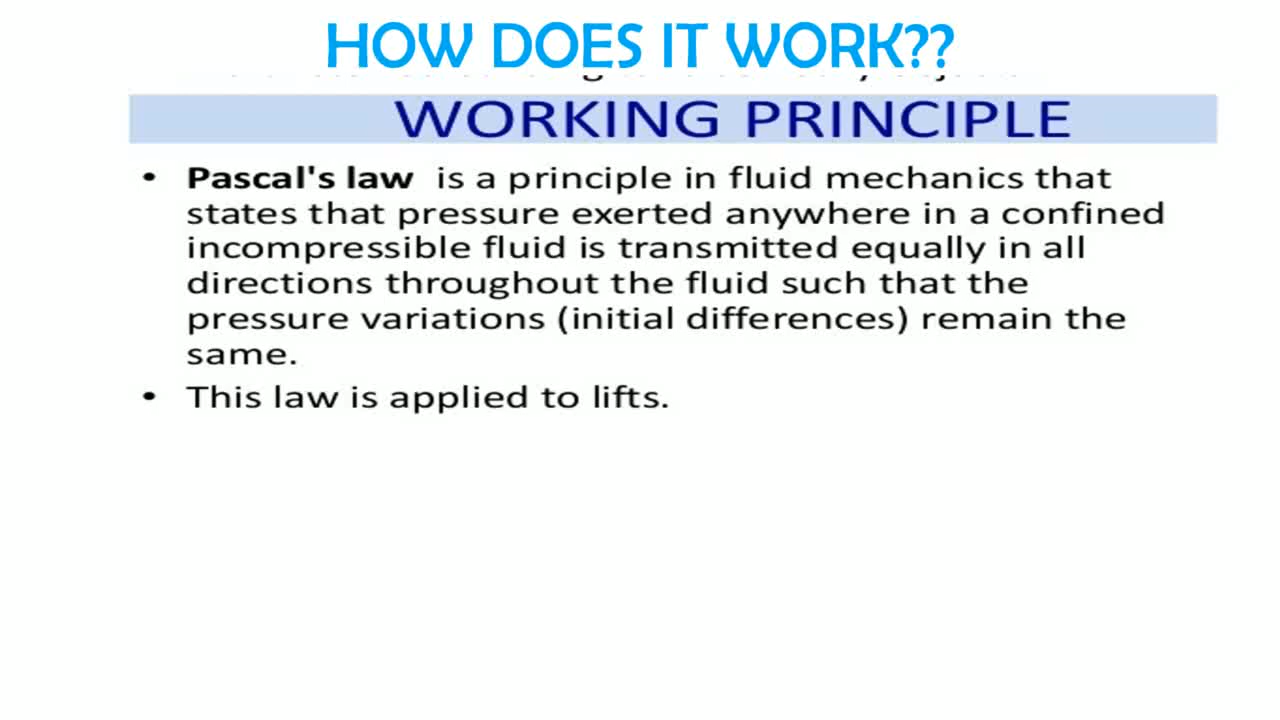 HOW DOES IT WORK??
WORKING PRINCIPLE
• Pascal's law is a principle in fluid mechanics that
states that pressure exerted anywhere in a confined
incompressible fluid is transmitted equally in all
directions throughout the fluid such that the
pressure variations (initial differences) remain the
same.
• This law is applied to lifts.